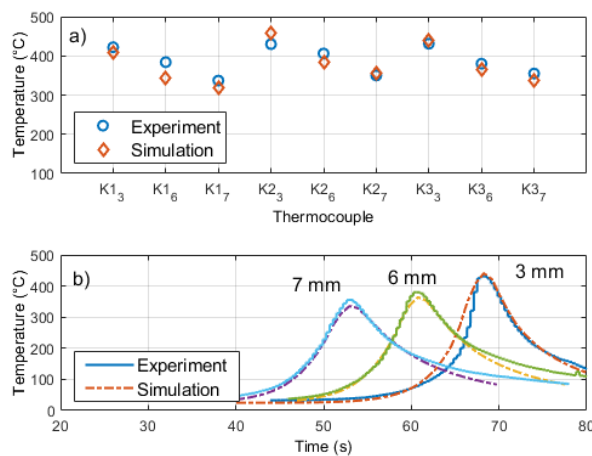 500
a)
400
300
200
100
Temperature (°C)
Experiment
Simulation
K1₃ K1₆ K1₇ K2₃ K2₆ K2₇ K3₃ K3₆ K3₇
Thermocouple
500
b)
7 mm 6 mm 3 mm
400
300
200
100
0
Temperature (°C)
Experiment
Simulation
20 30 40 50 60 70 80
Time (s)